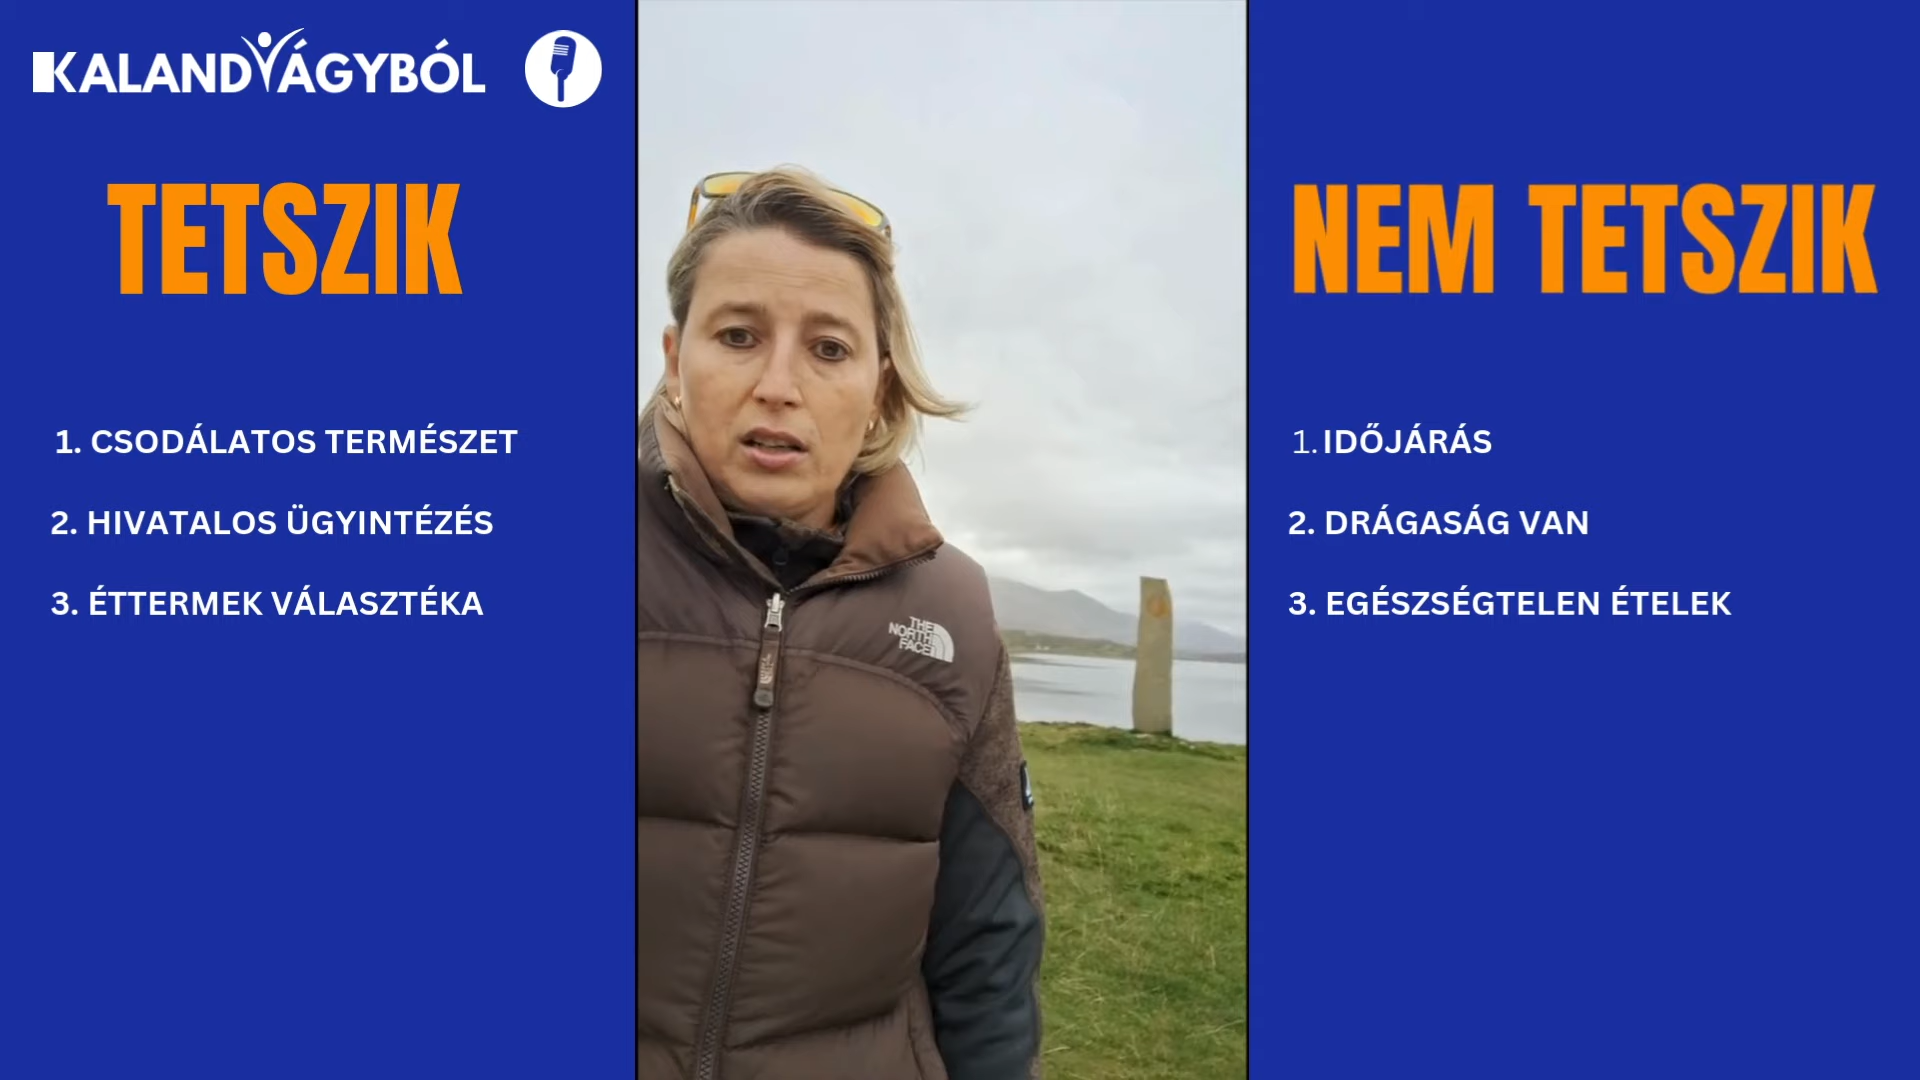 KALANDVÁGYBÓL
TETSZIK
1. CSODÁLATOS TERMÉSZET
2. HIVATALOS ÜGYINTÉZÉS
3. ÉTTERMEK VÁLASZTÉKA
THE
NORTH
FACE
NEM TETSZIK
1. IDŐJÁRÁS
2. DRÁGASÁG VAN
3. EGÉSZSÉGTELEN ÉTELEK